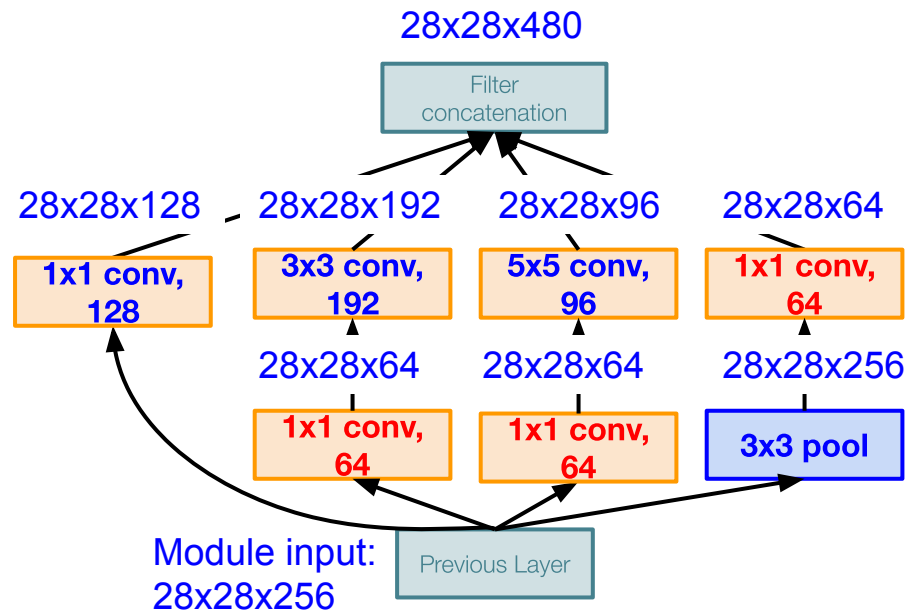 28x28x480
Filter
concatenation
28x28x128
28x28x192
28x28x96
28x28x64
1x1 conv,
128
3x3 conv,
192
5x5 conv,
96
1x1 conv,
64
28x28x64
28x28x64
28x28x256
1x1 conv,
64
1x1 conv,
64
3x3 pool
Module input:
28x28x256
Previous Layer